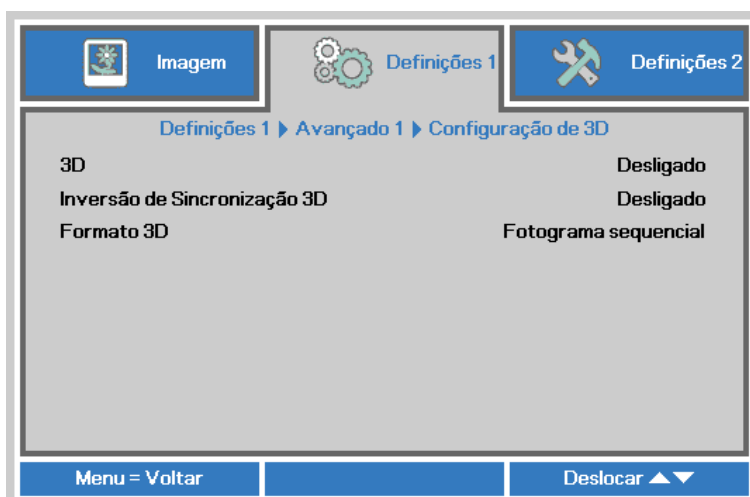 Imagem
Definições 1
Definições 2
Definições 1 ▶ Avançado 1 ▶ Configuração de 3D
3D Desligado
Inversão de Sincronização 3D Desligado
Formato 3D Fotograma sequencial
Menu = Voltar
Deslocar ▲▼